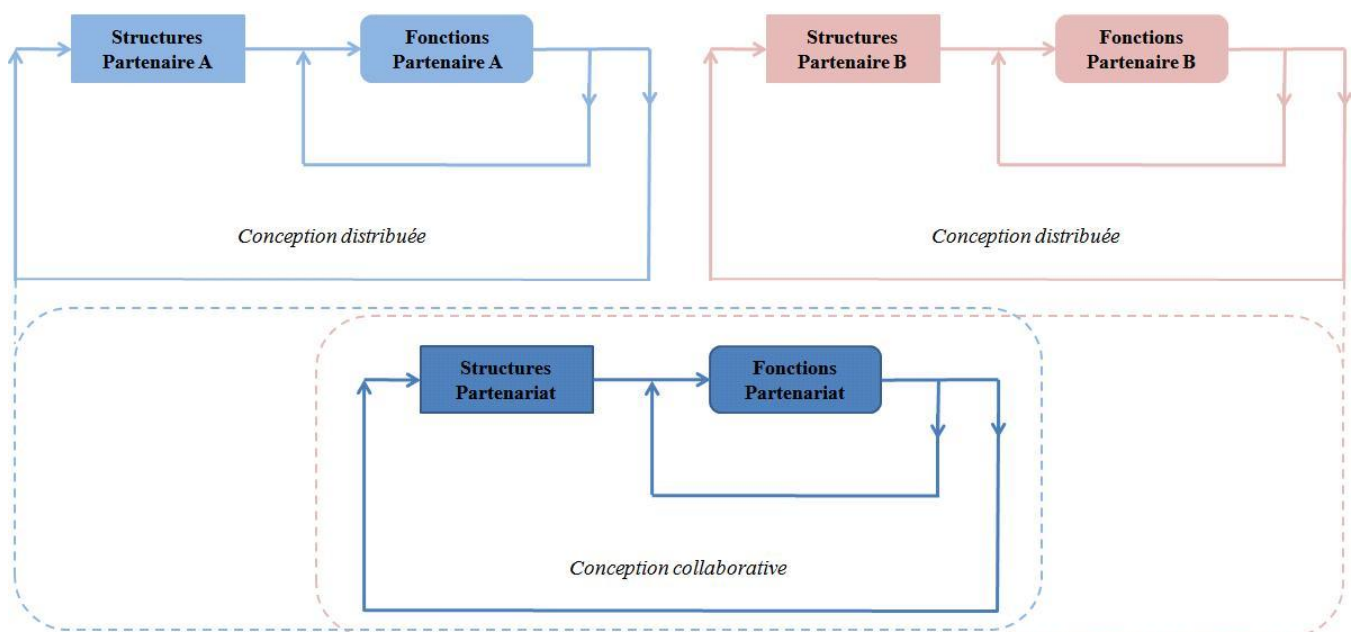 Structures
Partenaire A
Fonctions
Partenaire A
Structures
Partenaire B
Fonctions
Partenaire B
Conception distribuée
Conception distribuée
Structures
Partenariat
Fonctions
Partenariat
Conception collaborative